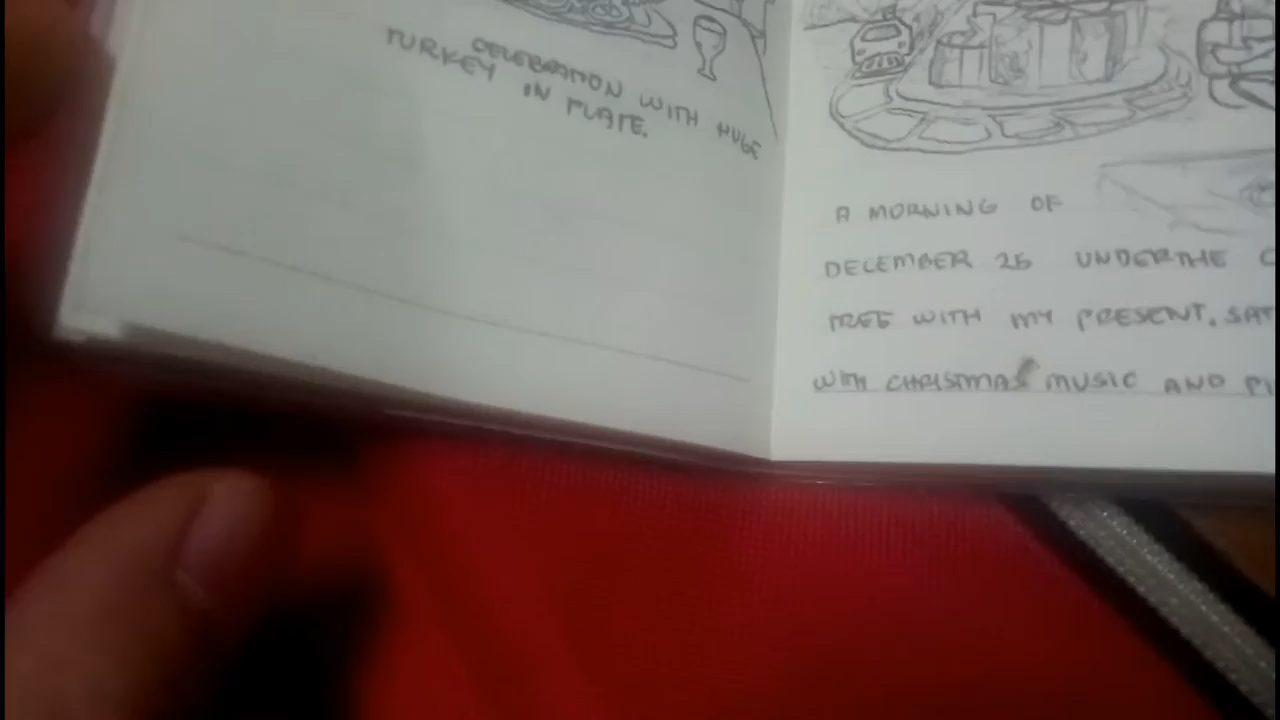 CELEBRATION WITH HUGE
TURKEY IN PLATE.
A MORNING OF
DECEMBER 25 UNDER THE
TREE WITH MY PRESENT.
WITH CHRISTMAS MUSIC AND